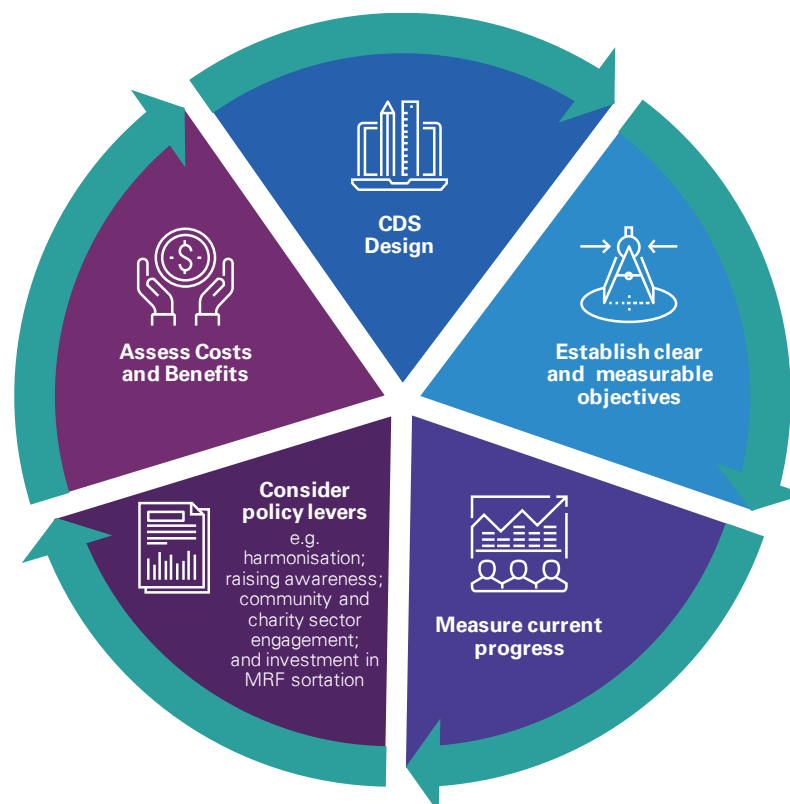 CDS
Design
Establish clear
and measurable
objectives
Measure current
progress
Consider
policy levers
e.g.
harmonisation;
raising awareness;
community and
charity sector
engagement;
and investment in
MRF sortation
Assess Costs
and Benefits
$